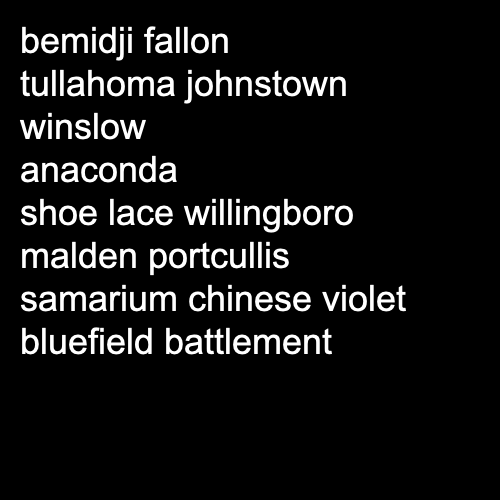 bemidji fallon
tullahoma johnstown
winslow
anaconda
shoe lace willingboro
malden portcullis
samarium chinese violet
bluefield battlement